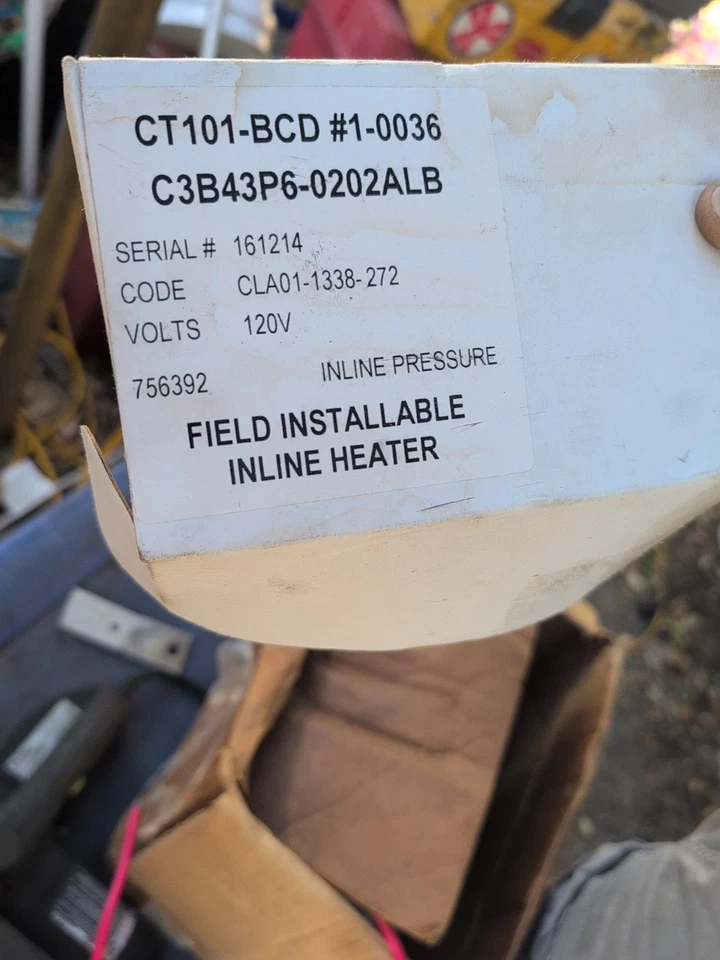 CT101-BCD #1-0036
C3B43P6-0202ALB
SERIAL # 161214
CODE CLA01-1338-272
VOLTS 120V
756392 INLINE PRESSURE
FIELD INSTALLABLE
INLINE HEATER